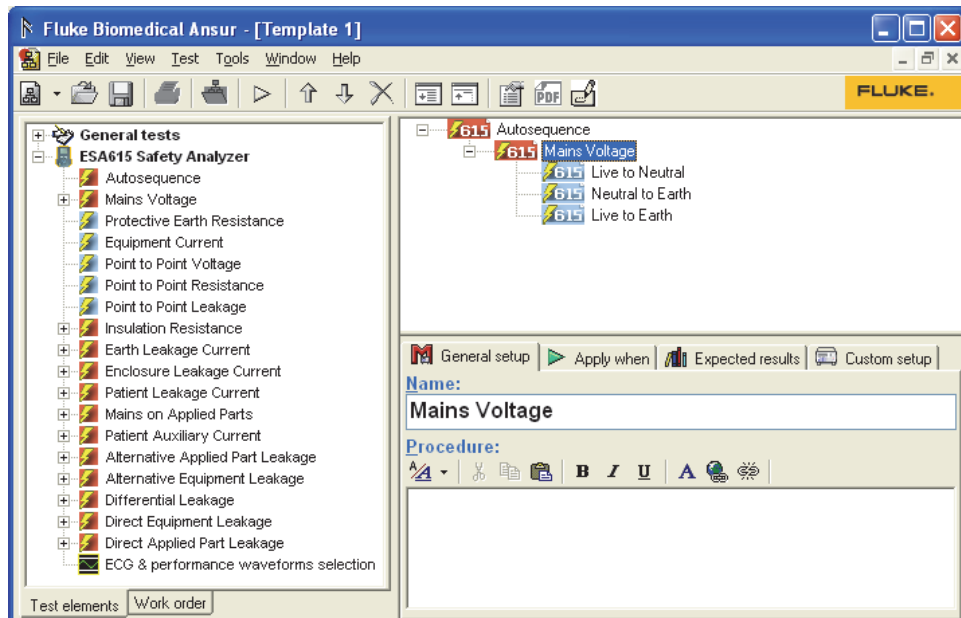 Fluke Biomedical Ansur - [Template 1]
File Edit View Test Tools Window Help
PDF
FLUKE.
General tests
ESA615 Safety Analyzer
Autosequence
Mains Voltage
Protective Earth Resistance
Equipment Current
Point to Point Voltage
Point to Point Resistance
Point to Point Leakage
Insulation Resistance
Earth Leakage Current
Enclosure Leakage Current
Patient Leakage Current
Mains on Applied Parts
Patient Auxiliary Current
Alternative Applied Part Leakage
Alternative Equipment Leakage
Differential Leakage
Direct Equipment Leakage
Direct Applied Part Leakage
ECG & performance waveforms selection
Test elements Work order
615 Autosequence
615 Mains Voltage
615 Live to Neutral
615 Neutral to Earth
615 Live to Earth
General setup Apply when Expected results Custom setup
Name:
Mains Voltage
Procedure:
A/A B I U A